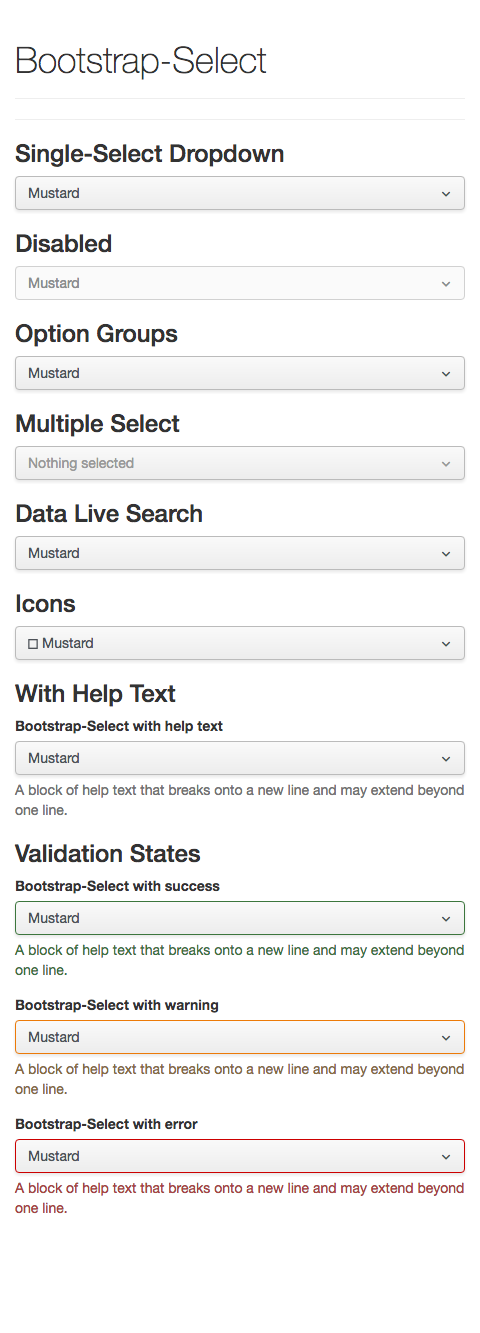 Bootstrap-Select
Single-Select Dropdown
Mustard
Disabled
Mustard
Option Groups
Mustard
Multiple Select
Nothing selected
Data Live Search
Mustard
Icons
Mustard
With Help Text
Bootstrap-Select with help text
Mustard
A block of help text that breaks onto a new line and may extend beyond
one line.
Validation States
Bootstrap-Select with success
Mustard
A block of help text that breaks onto a new line and may extend beyond
one line.
Bootstrap-Select with warning
Mustard
A block of help text that breaks onto a new line and may extend beyond
one line.
Bootstrap-Select with error
Mustard
A block of help text that breaks onto a new line and may extend beyond
one line.